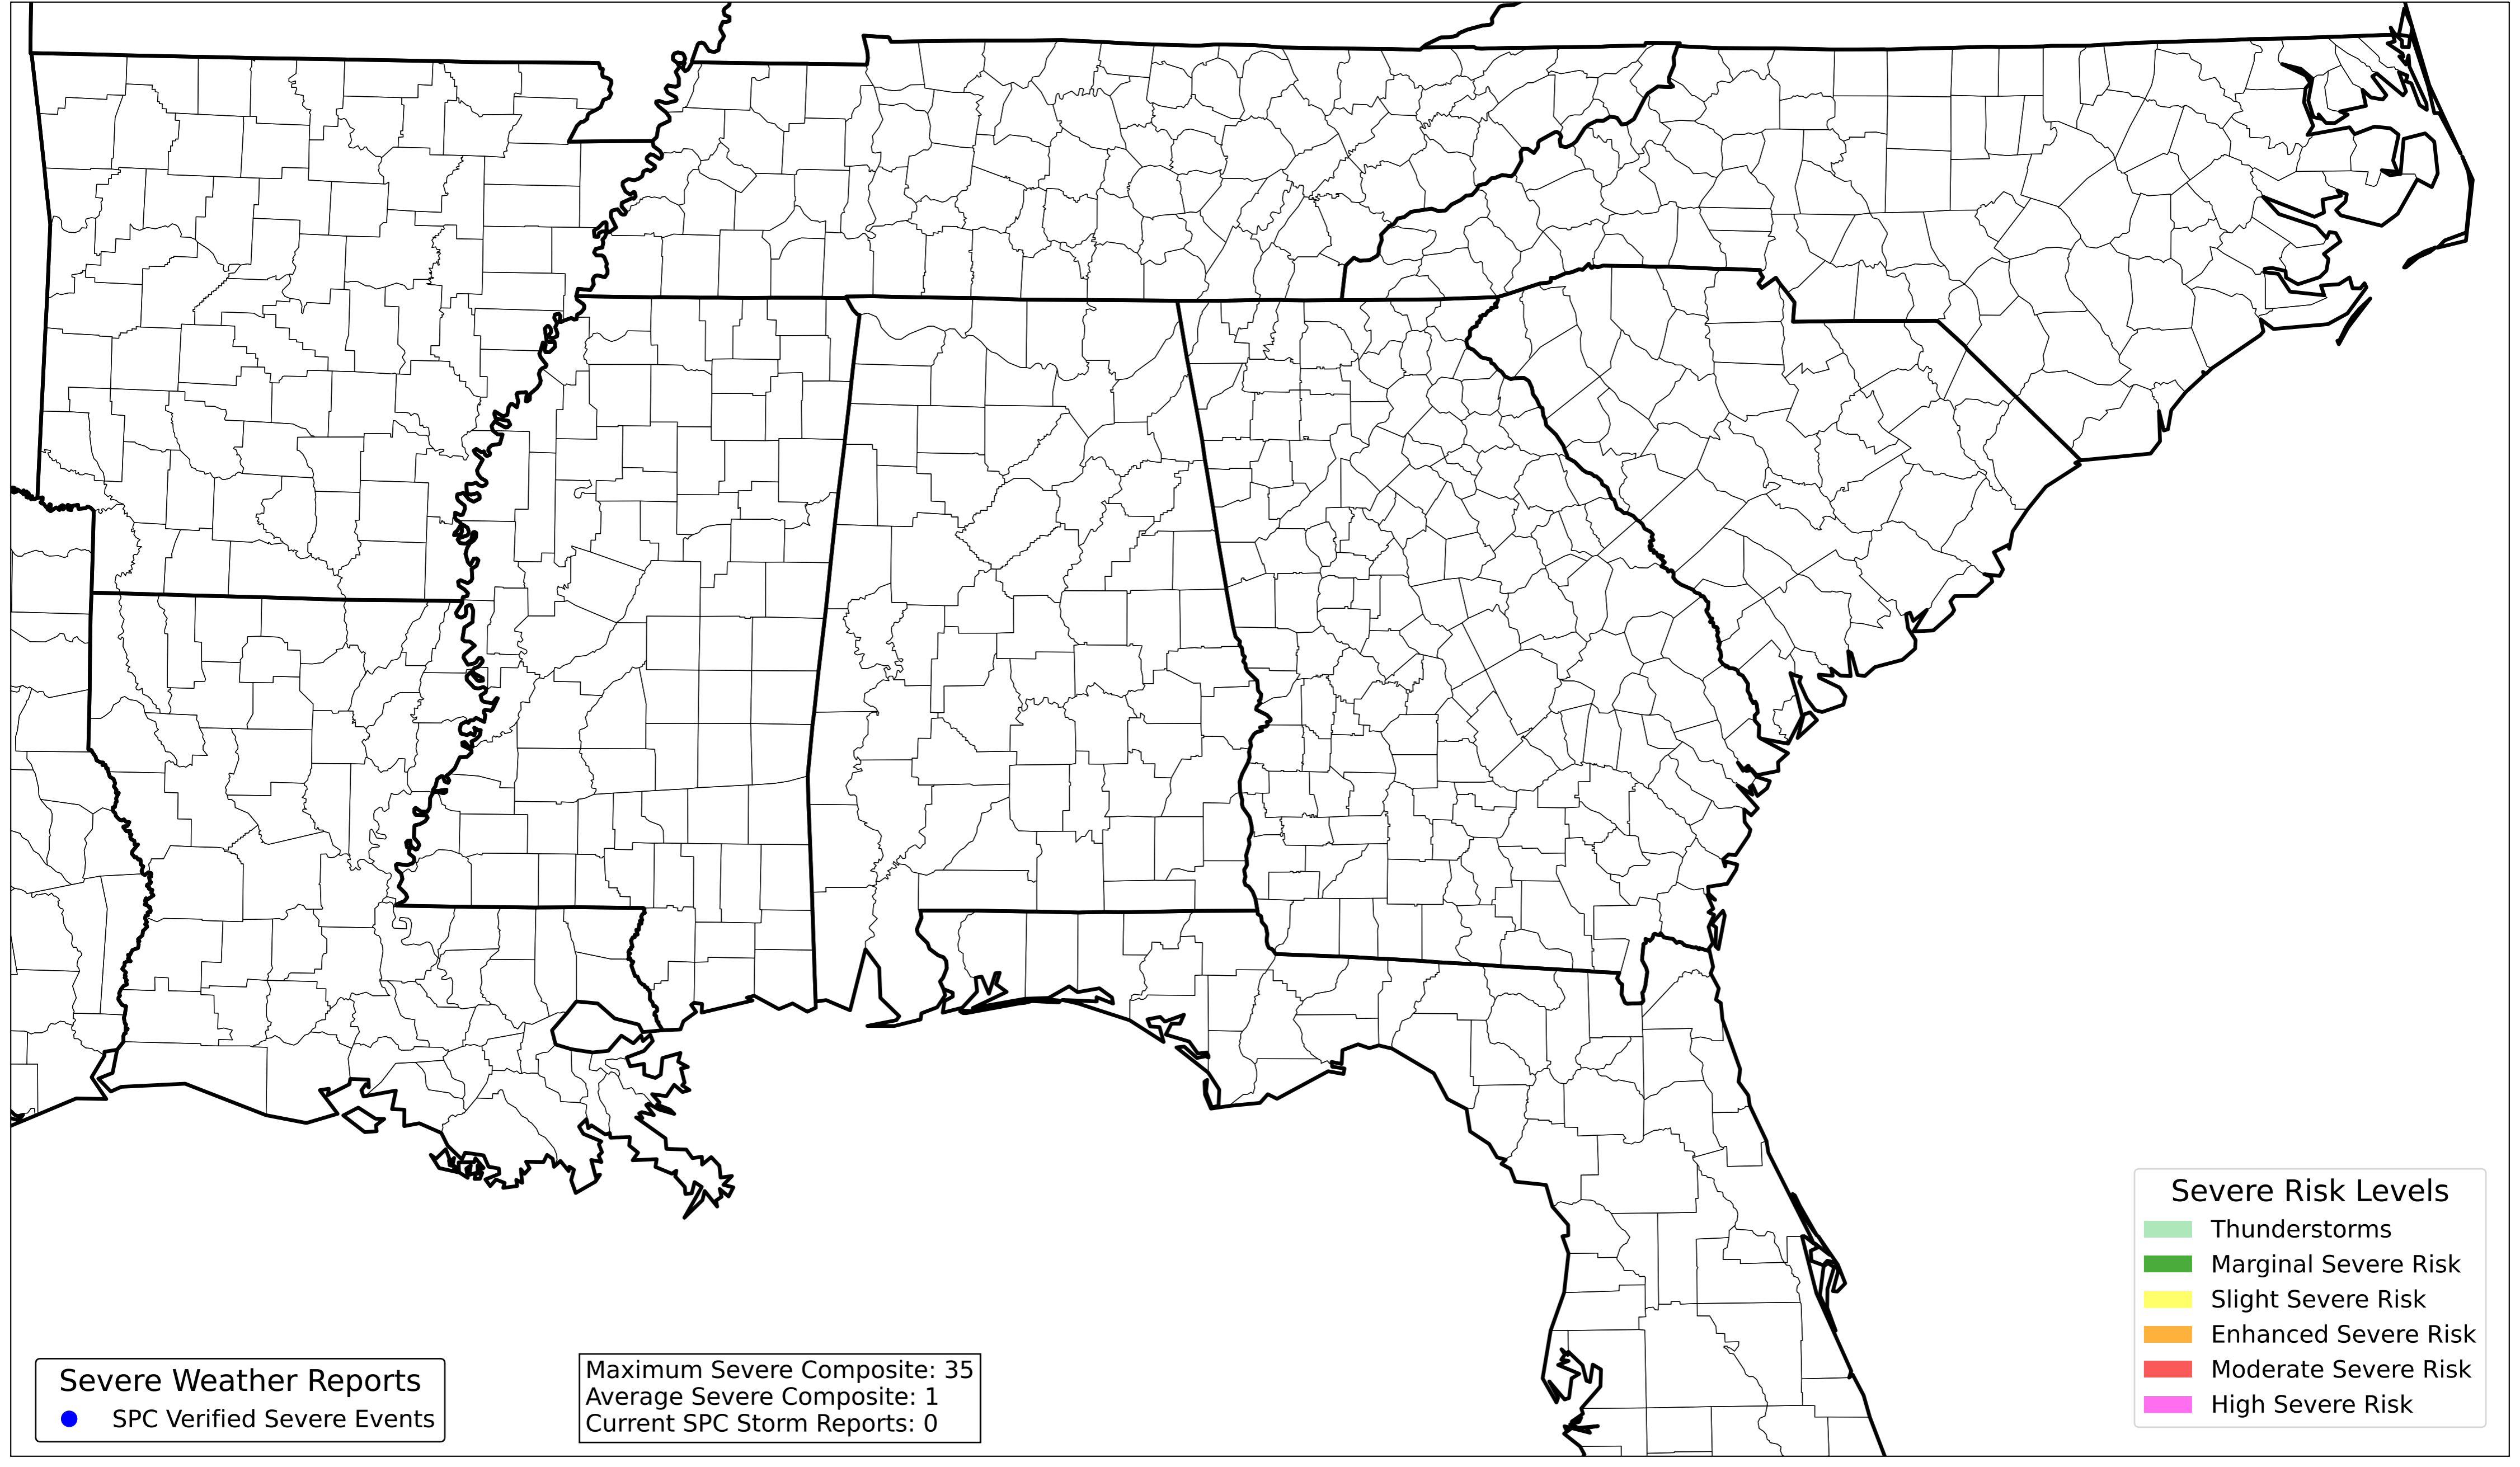 Severe Risk Levels
Thunderstorms
Marginal Severe Risk
Slight Severe Risk
Enhanced Severe Risk
Moderate Severe Risk
High Severe Risk
Severe Weather Reports
SPC Verified Severe Events
Maximum Severe Composite: 35
Average Severe Composite: 1
Current SPC Storm Reports: 0